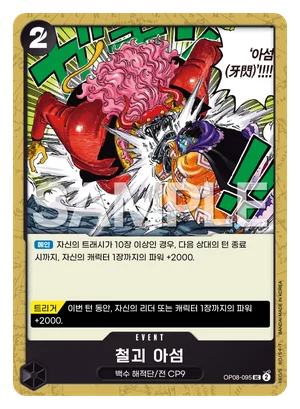 2
'아섬
(牙閃)'!!!!
SAMPLE
메인 자신의 트래시가 10장 이상인 경우, 다음 상대의 턴 종료
시까지, 자신의 캐릭터 1장까지의 파워 +2000.
트리거 이번 턴 동안, 자신의 리더 또는 캐릭터 1장까지의 파워
+2000.
EVENT
철괴 아섬
백수 해적단/전 CP9
OP08-095 UC 2